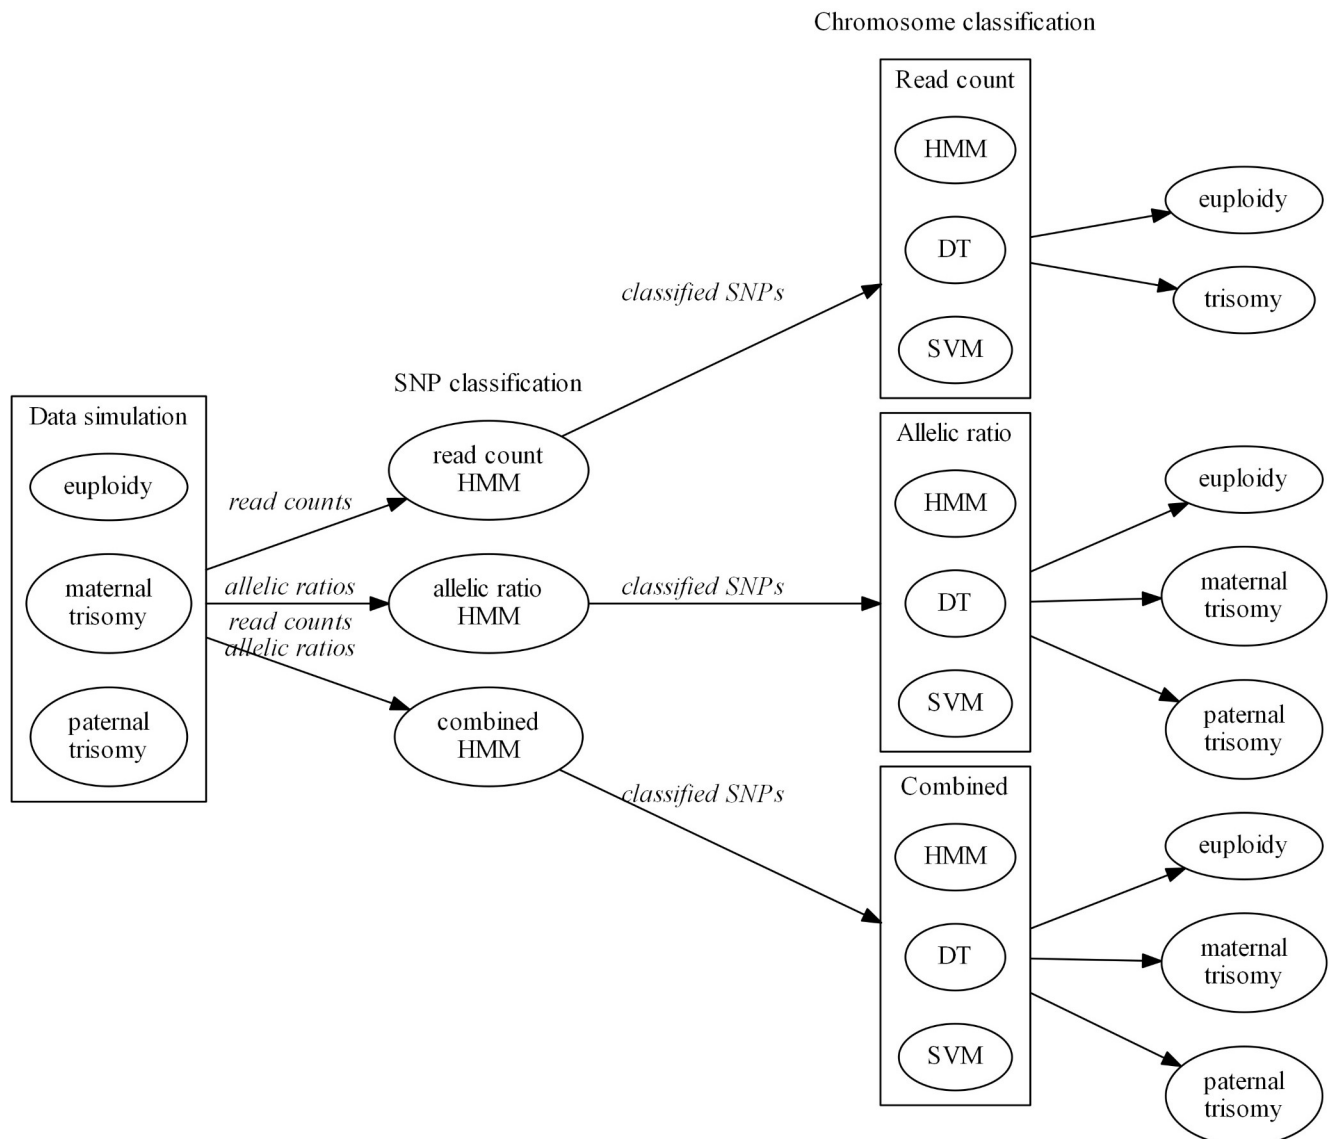 Data simulation
euploidy
maternal
trisomy
paternal
trisomy
read counts
allelic ratios
read counts
allelic ratios
SNP classification
read count
HMM
allelic ratio
HMM
combined
HMM
classified SNPs
classified SNPs
classified SNPs
Chromosome classification
Read count
HMM
DT
SVM
Allelic ratio
HMM
DT
SVM
Combined
HMM
DT
SVM
euploidy
trisomy
euploidy
maternal
trisomy
paternal
trisomy
euploidy
maternal
trisomy
paternal
trisomy